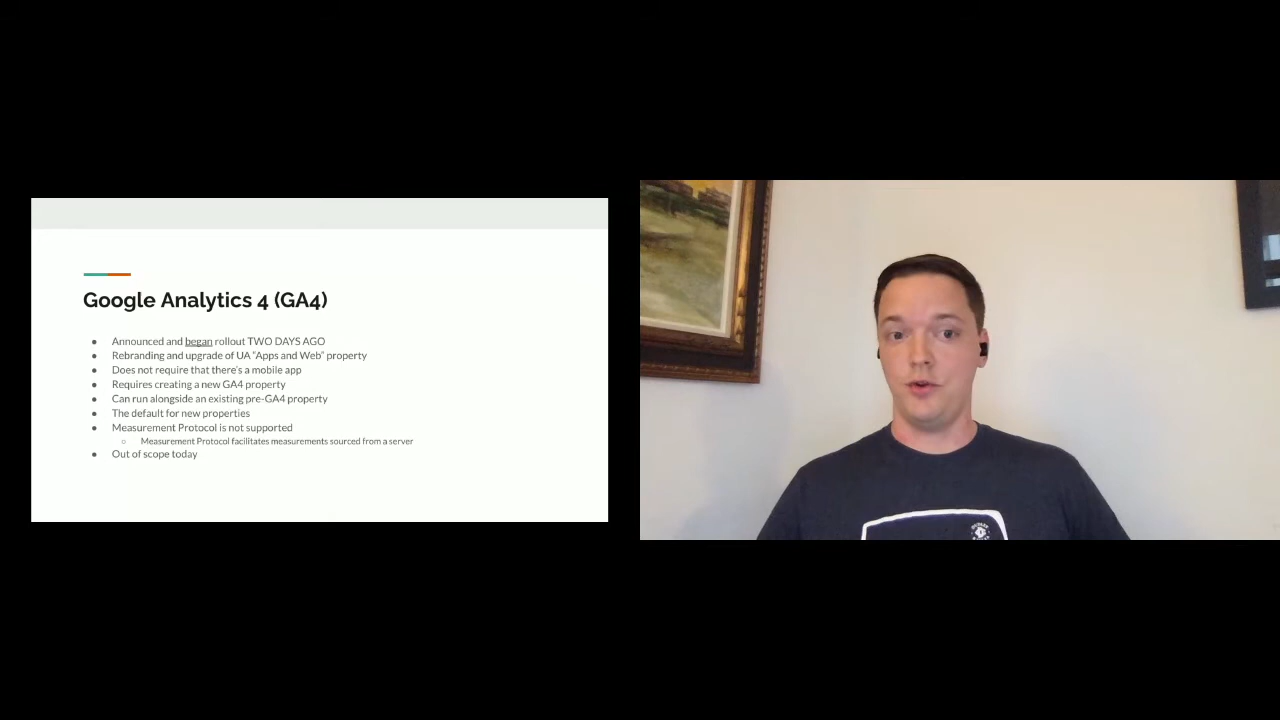 Google Analytics 4 (GA4)
● Announced and began rollout TWO DAYS AGO
● Rebranding and upgrade of UA "Apps and Web" property
● Does not require that there's a mobile app
● Requires creating a new GA4 property
● Can run alongside an existing pre-GA4 property
● The default for new properties
● Measurement Protocol is not supported
○ Measurement Protocol facilitates measurements sourced from a server
● Out of scope today